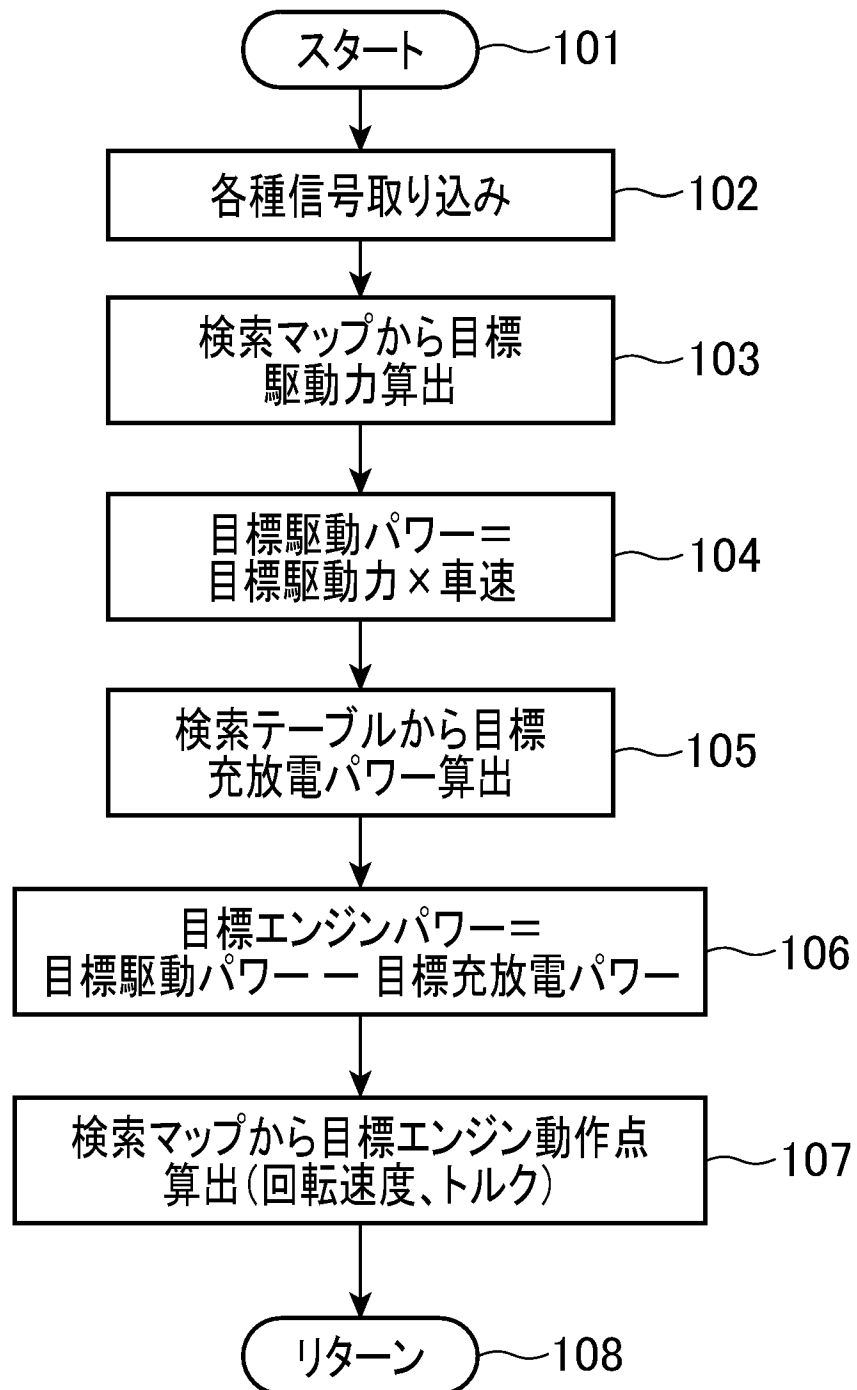 スタート
101
各種信号取り込み
102
検索マップから目標
駆動力算出
103
目標駆動パワー＝
目標駆動力×車速
104
検索テーブルから目標
充放電パワー算出
105
目標エンジンパワー＝
目標駆動パワー － 目標充放電パワー
106
検索マップから目標エンジン動作点
算出(回転速度、トルク)
107
リターン
108